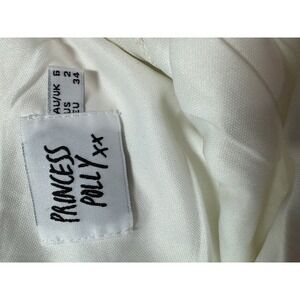 AU/UK 6
US 2
EU 34
PRINCESS
POLLY xx